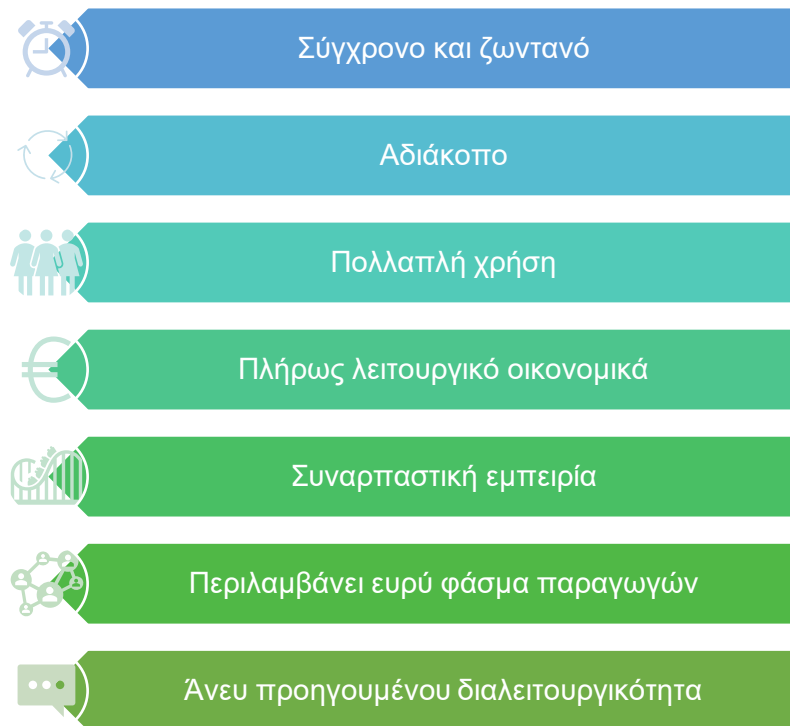 Σύγχρονο και ζωντανό
Αδιάκοπο
Πολλαπλή χρήση
Πλήρως λειτουργικό οικονομικά
Συναρπαστική εμπειρία
Περιλαμβάνει ευρύ φάσμα παραγωγών
Άνευ προηγουμένου διαλειτουργικότητα